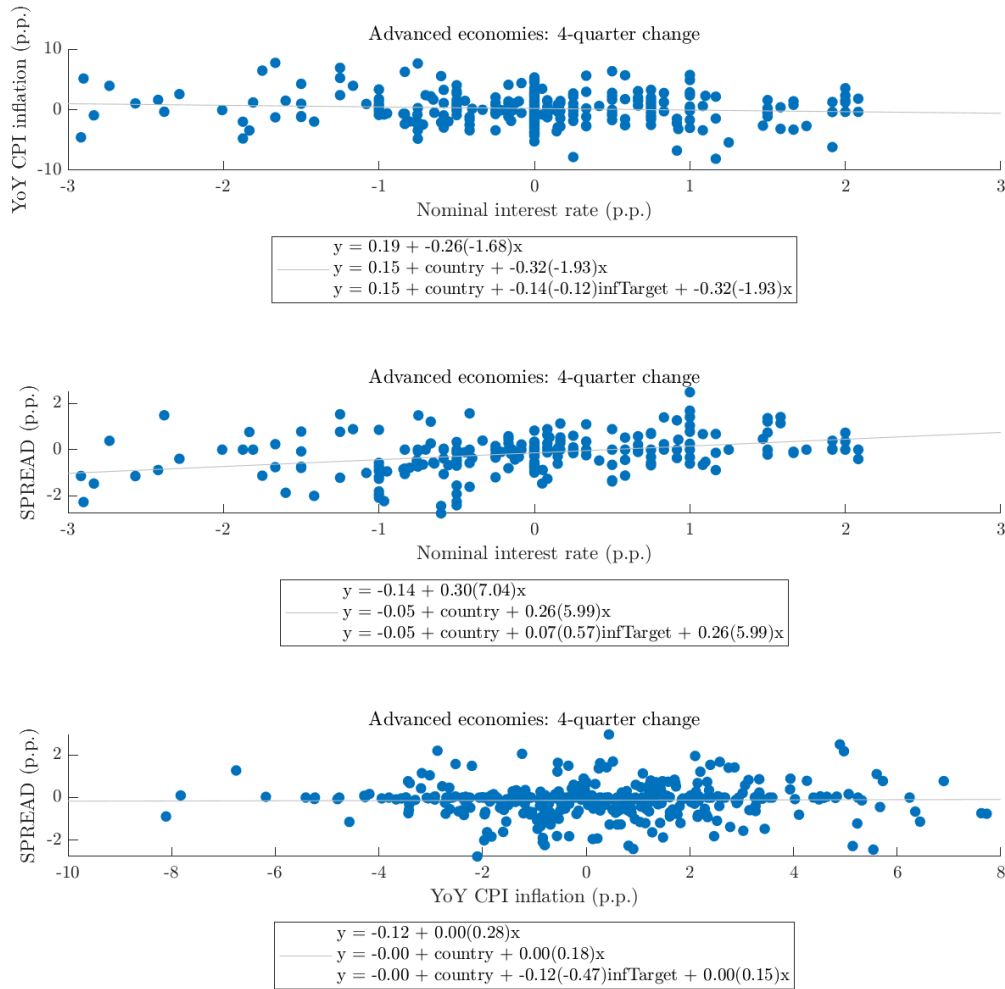 Advanced economies: 4-quarter change
YoY CPI inflation (p.p.)
10
0
-10
-3
-2
-1
0
1
2
3
Nominal interest rate (p.p.)
y = 0.19 + -0.26(-1.68)x
y = 0.15 + country + -0.32(-1.93)x
y = 0.15 + country + -0.14(-0.12)infTarget + -0.32(-1.93)x
Advanced economies: 4-quarter change
SPREAD (p.p.)
2
0
-2
-3
-2
-1
0
1
2
3
Nominal interest rate (p.p.)
y = -0.14 + 0.30(7.04)x
y = -0.05 + country + 0.26(5.99)x
y = -0.05 + country + 0.07(0.57)infTarget + 0.26(5.99)x
Advanced economies: 4-quarter change
SPREAD (p.p.)
2
0
-2
-10
-8
-6
-4
-2
0
2
4
6
8
YoY CPI inflation (p.p.)
y = -0.12 + 0.00(0.28)x
y = -0.00 + country + 0.00(0.18)x
y = -0.00 + country + -0.12(-0.47)infTarget + 0.00(0.15)x